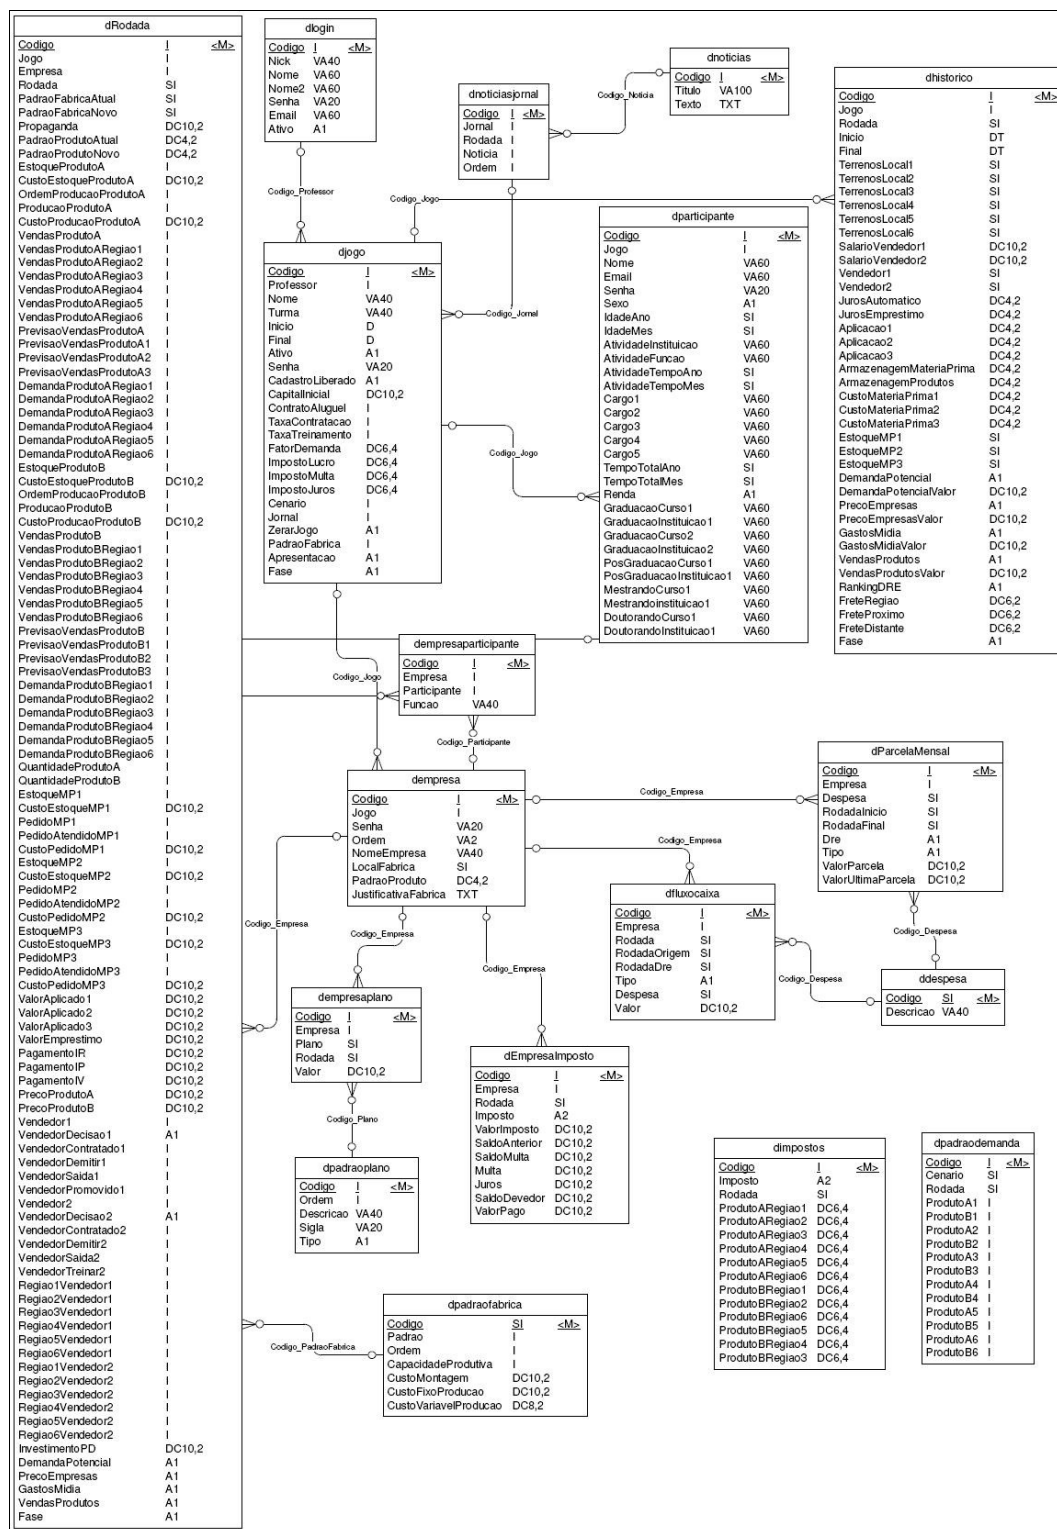 dRodada
Codigo I <M>
Jogo I
Empresa I
Rodada SI
PadraoFabricaAtual SI
PadraoFabricaNovo SI
Propaganda DC10,2
PadraoProdutoAtual DC4,2
PadraoProdutoNovo DC4,2
EstoqueProdutoA I
CustoEstoqueProdutoA DC10,2
OrdemProducaoProdutoA I
ProducaoProdutoA I
CustoProducaoProdutoA DC10,2
VendasProdutoA I
VendasProdutoARegiao1 I
VendasProdutoARegiao2 I
VendasProdutoARegiao3 I
VendasProdutoARegiao4 I
VendasProdutoARegiao5 I
VendasProdutoARegiao6 I
PrevisaoVendasProdutoA I
PrevisaoVendasProdutoA1 I
PrevisaoVendasProdutoA2 I
PrevisaoVendasProdutoA3 I
DemandaProdutoARegiao1 I
DemandaProdutoARegiao2 I
DemandaProdutoARegiao3 I
DemandaProdutoARegiao4 I
DemandaProdutoARegiao5 I
DemandaProdutoARegiao6 I
EstoqueProdutoB I
CustoEstoqueProdutoB DC10,2
OrdemProducaoProdutoB I
ProducaoProdutoB I
CustoProducaoProdutoB DC10,2
VendasProdutoB I
VendasProdutoBRegiao1 I
VendasProdutoBRegiao2 I
VendasProdutoBRegiao3 I
VendasProdutoBRegiao4 I
VendasProdutoBRegiao5 I
VendasProdutoBRegiao6 I
PrevisaoVendasProdutoB I
PrevisaoVendasProdutoB1 I
PrevisaoVendasProdutoB2 I
PrevisaoVendasProdutoB3 I
DemandaProdutoBRegiao1 I
DemandaProdutoBRegiao2 I
DemandaProdutoBRegiao3 I
DemandaProdutoBRegiao4 I
DemandaProdutoBRegiao5 I
DemandaProdutoBRegiao6 I
QuantidadeProdutoA I
QuantidadeProdutoB I
EstoqueMP1 I
CustoEstoqueMP1 DC10,2
PedidoMP1 I
PedidoAtendidoMP1 I
CustoPedidoMP1 DC10,2
EstoqueMP2 I
CustoEstoqueMP2 DC10,2
PedidoMP2 I
PedidoAtendidoMP2 I
CustoPedidoMP2 DC10,2
EstoqueMP3 I
CustoEstoqueMP3 DC10,2
PedidoMP3 I
PedidoAtendidoMP3 I
CustoPedidoMP3 DC10,2
ValorAplicado1 DC10,2
ValorAplicado2 DC10,2
ValorAplicado3 DC10,2
ValorEmprestimo DC10,2
PagamentoIR DC10,2
PagamentoIP DC10,2
PagamentoIV DC10,2
PrecoProdutoA DC10,2
PrecoProdutoB DC10,2
Vendedor1 I
VendedorDecisao1 A1
VendedorContratado1 I
VendedorDemitir1 I
VendedorSaida1 I
VendedorPromovido1 I
Vendedor2 I
VendedorDecisao2 A1
VendedorContratado2 I
VendedorDemitir2 I
VendedorSaida2 I
VendedorTreinar2 I
Regiao1Vendedor1 I
Regiao2Vendedor1 I
Regiao3Vendedor1 I
Regiao4Vendedor1 I
Regiao5Vendedor1 I
Regiao6Vendedor1 I
Regiao1Vendedor2 I
Regiao2Vendedor2 I
Regiao3Vendedor2 I
Regiao4Vendedor2 I
Regiao5Vendedor2 I
Regiao6Vendedor2 I
InvestimentoPD DC10,2
DemandaPotencial A1
PrecoEmpresas A1
GastosMidia A1
VendasProdutos A1
Fase A1
dlogin
Codigo I <M>
Nick VA40
Nome VA60
Nome2 VA60
Senha VA20
Email VA60
Ativo A1
Codigo_Professor
dnoticiasjornal
Codigo I <M>
Jornal I
Rodada I
Noticia I
Ordem I
Codigo_Noticia
dnoticias
Codigo I <M>
Titulo VA100
Texto TXT
Codigo_Jogo
Codigo_Jornal
djogo
Codigo I <M>
Professor I
Nome VA40
Turma VA40
Inicio D
Final D
Ativo A1
Senha VA20
CadastroLiberado A1
CapitalInicial DC10,2
ContratoAluguel I
TaxaContratacao I
TaxaTreinamento I
FatorDemanda DC6,4
ImpostoLucro DC6,4
ImpostoMulta DC6,4
ImpostoJuros DC6,4
Cenario I
Jornal I
ZerarJogo A1
PadraoFabrica I
Apresentacao A1
Fase A1
Codigo_Jogo
Codigo_Jogo
dparticipante
Codigo I <M>
Jogo I
Nome VA60
Email VA60
Senha VA20
Sexo A1
IdadeAno SI
IdadeMes SI
AtividadeInstituicao VA60
AtividadeFuncao VA60
AtividadeTempoAno SI
AtividadeTempoMes SI
Cargo1 VA60
Cargo2 VA60
Cargo3 VA60
Cargo4 VA60
Cargo5 VA60
TempoTotalAno SI
TempoTotalMes SI
Renda A1
GraduacaoCurso1 VA60
GraduacaoInstituicao1 VA60
GraduacaoCurso2 VA60
GraduacaoInstituicao2 VA60
PosGraduacaoCurso1 VA60
PosGraduacaoInstituicao1 VA60
MestrandoCurso1 VA60
Mestrandoinstituicao1 VA60
DoutorandoCurso1 VA60
DoutorandoInstituicao1 VA60
dhistorico
Codigo I <M>
Jogo I
Rodada SI
Inicio DT
Final DT
TerrenosLocal1 SI
TerrenosLocal2 SI
TerrenosLocal3 SI
TerrenosLocal4 SI
TerrenosLocal5 SI
TerrenosLocal6 SI
SalarioVendedor1 DC10,2
SalarioVendedor2 DC10,2
Vendedor1 SI
Vendedor2 SI
JurosAutomatico DC4,2
JurosEmprestimo DC4,2
Aplicacao1 DC4,2
Aplicacao2 DC4,2
Aplicacao3 DC4,2
ArmazenagemMateriaPrima DC4,2
ArmazenagemProdutos DC4,2
CustoMateriaPrima1 DC4,2
CustoMateriaPrima2 DC4,2
CustoMateriaPrima3 DC4,2
EstoqueMP1 SI
EstoqueMP2 SI
EstoqueMP3 SI
DemandaPotencial A1
DemandaPotencialValor DC10,2
PrecoEmpresas A1
PrecoEmpresasValor DC10,2
GastosMidia A1
GastosMidiaValor DC10,2
VendasProdutos A1
VendasProdutosValor DC10,2
RankingDRE A1
FreteRegiao DC6,2
FreteProximo DC6,2
FreteDistante DC6,2
Fase A1
dempresaparticipante
Codigo I <M>
Empresa I
Participante I
Funcao VA40
Codigo_Participante
dempresa
Codigo I <M>
Jogo I
Senha VA20
Ordem VA2
NomeEmpresa VA40
LocalFabrica SI
PadraoProduto DC4,2
JustificativaFabrica TXT
Codigo_Empresa
Codigo_Empresa
Codigo_Empresa
Codigo_Empresa
Codigo_Empresa
dParcelaMensal
Codigo I <M>
Empresa I
Despesa SI
RodadaInicio SI
RodadaFinal SI
Dre A1
Tipo A1
ValorParcela DC10,2
ValorUltimaParcela DC10,2
Codigo_Despesa
dfluxocaixa
Codigo I <M>
Empresa I
Rodada SI
RodadaOrigem SI
RodadaDre SI
Tipo A1
Despesa SI
Valor DC10,2
Codigo_Despesa
ddespesa
Codigo SI <M>
Descricao VA40
dempresaplano
Codigo I <M>
Empresa I
Plano SI
Rodada SI
Valor DC10,2
Codigo_Plano
dpadraoplano
Codigo I <M>
Ordem I
Descricao VA40
Sigla VA20
Tipo A1
dEmpresaImposto
Codigo I <M>
Empresa I
Rodada SI
Imposto A2
ValorImposto DC10,2
SaldoAnterior DC10,2
SaldoMulta DC10,2
Multa DC10,2
Juros DC10,2
SaldoDevedor DC10,2
ValorPago DC10,2
dimpostos
Codigo I <M>
Imposto A2
Rodada SI
ProdutoARegiao1 DC6,4
ProdutoARegiao2 DC6,4
ProdutoARegiao3 DC6,4
ProdutoARegiao4 DC6,4
ProdutoARegiao5 DC6,4
ProdutoARegiao6 DC6,4
ProdutoBRegiao1 DC6,4
ProdutoBRegiao2 DC6,4
ProdutoBRegiao6 DC6,4
ProdutoBRegiao5 DC6,4
ProdutoBRegiao4 DC6,4
ProdutoBRegiao3 DC6,4
dpadraodemanda
Codigo I <M>
Cenario SI
Rodada SI
ProdutoA1 I
ProdutoB1 I
ProdutoA2 I
ProdutoB2 I
ProdutoA3 I
ProdutoB3 I
ProdutoA4 I
ProdutoB4 I
ProdutoA5 I
ProdutoB5 I
ProdutoA6 I
ProdutoB6 I
dpadraofabrica
Codigo SI <M>
Padrao I
Ordem I
CapacidadeProdutiva I
CustoMontagem DC10,2
CustoFixoProducao DC10,2
CustoVariavelProducao DC8,2
Codigo_PadraoFabrica